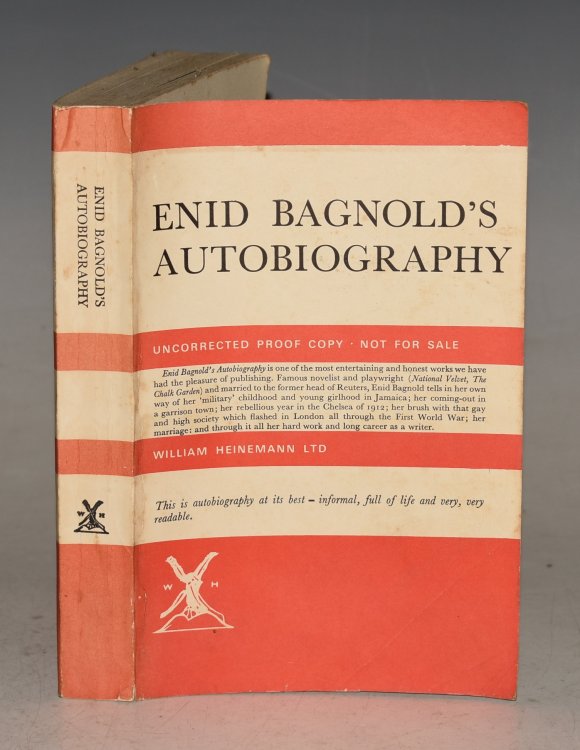 ENID BAGNOLD'S
AUTOBIOGRAPHY
W H
ENID BAGNOLD'S
AUTOBIOGRAPHY
UNCORRECTED PROOF COPY · NOT FOR SALE
Enid Bagnold's Autobiography is one of the most entertaining and honest works we have
had the pleasure of publishing. Famous novelist and playwright (National Velvet, The
Chalk Garden) and married to the former head of Reuters, Enid Bagnold tells in her own
way of her 'military' childhood and young girlhood in Jamaica; her coming-out in
a garrison town; her rebellious year in the Chelsea of 1912; her brush with that gay
and high society which flashed in London all through the First World War; her
marriage: and through it all her hard work and long career as a writer.
WILLIAM HEINEMANN LTD
This is autobiography at its best – informal, full of life and very, very
readable.
W H